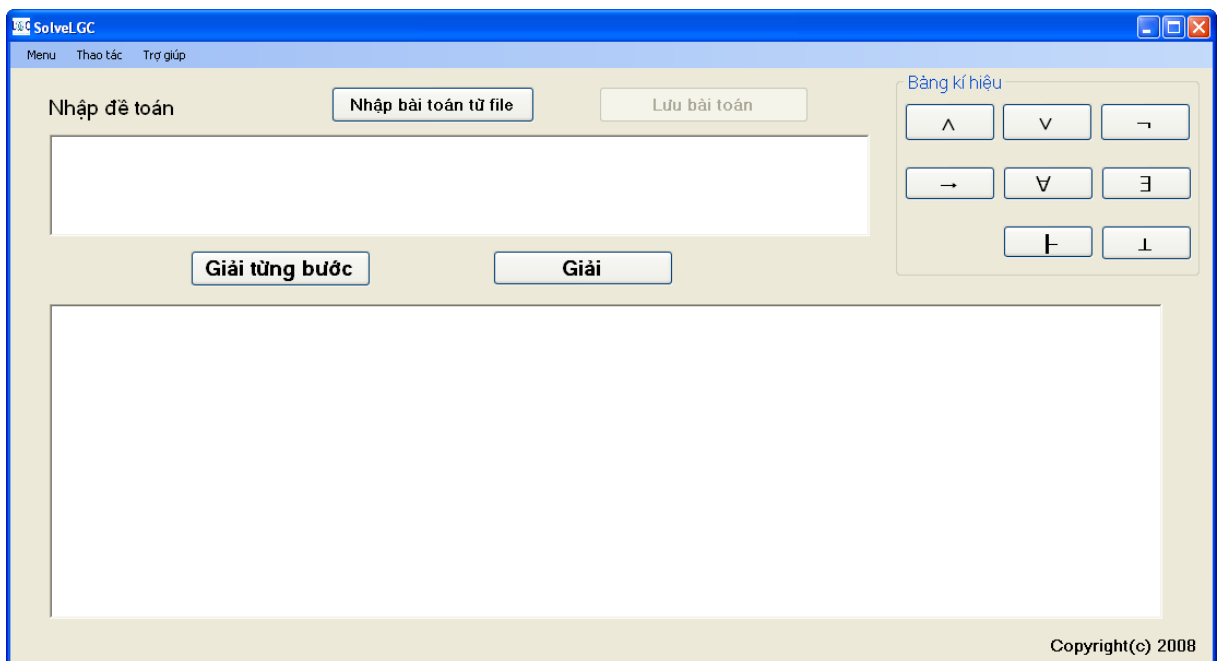 SolveLGC
Menu Thao tác Trợ giúp
Nhập đề toán
Nhập bài toán từ file
Lưu bài toán
Bảng kí hiệu
∧ ∨ ¬
→ ∀ ∃
├ ⊥
Giải từng bước
Giải
Copyright(c) 2008